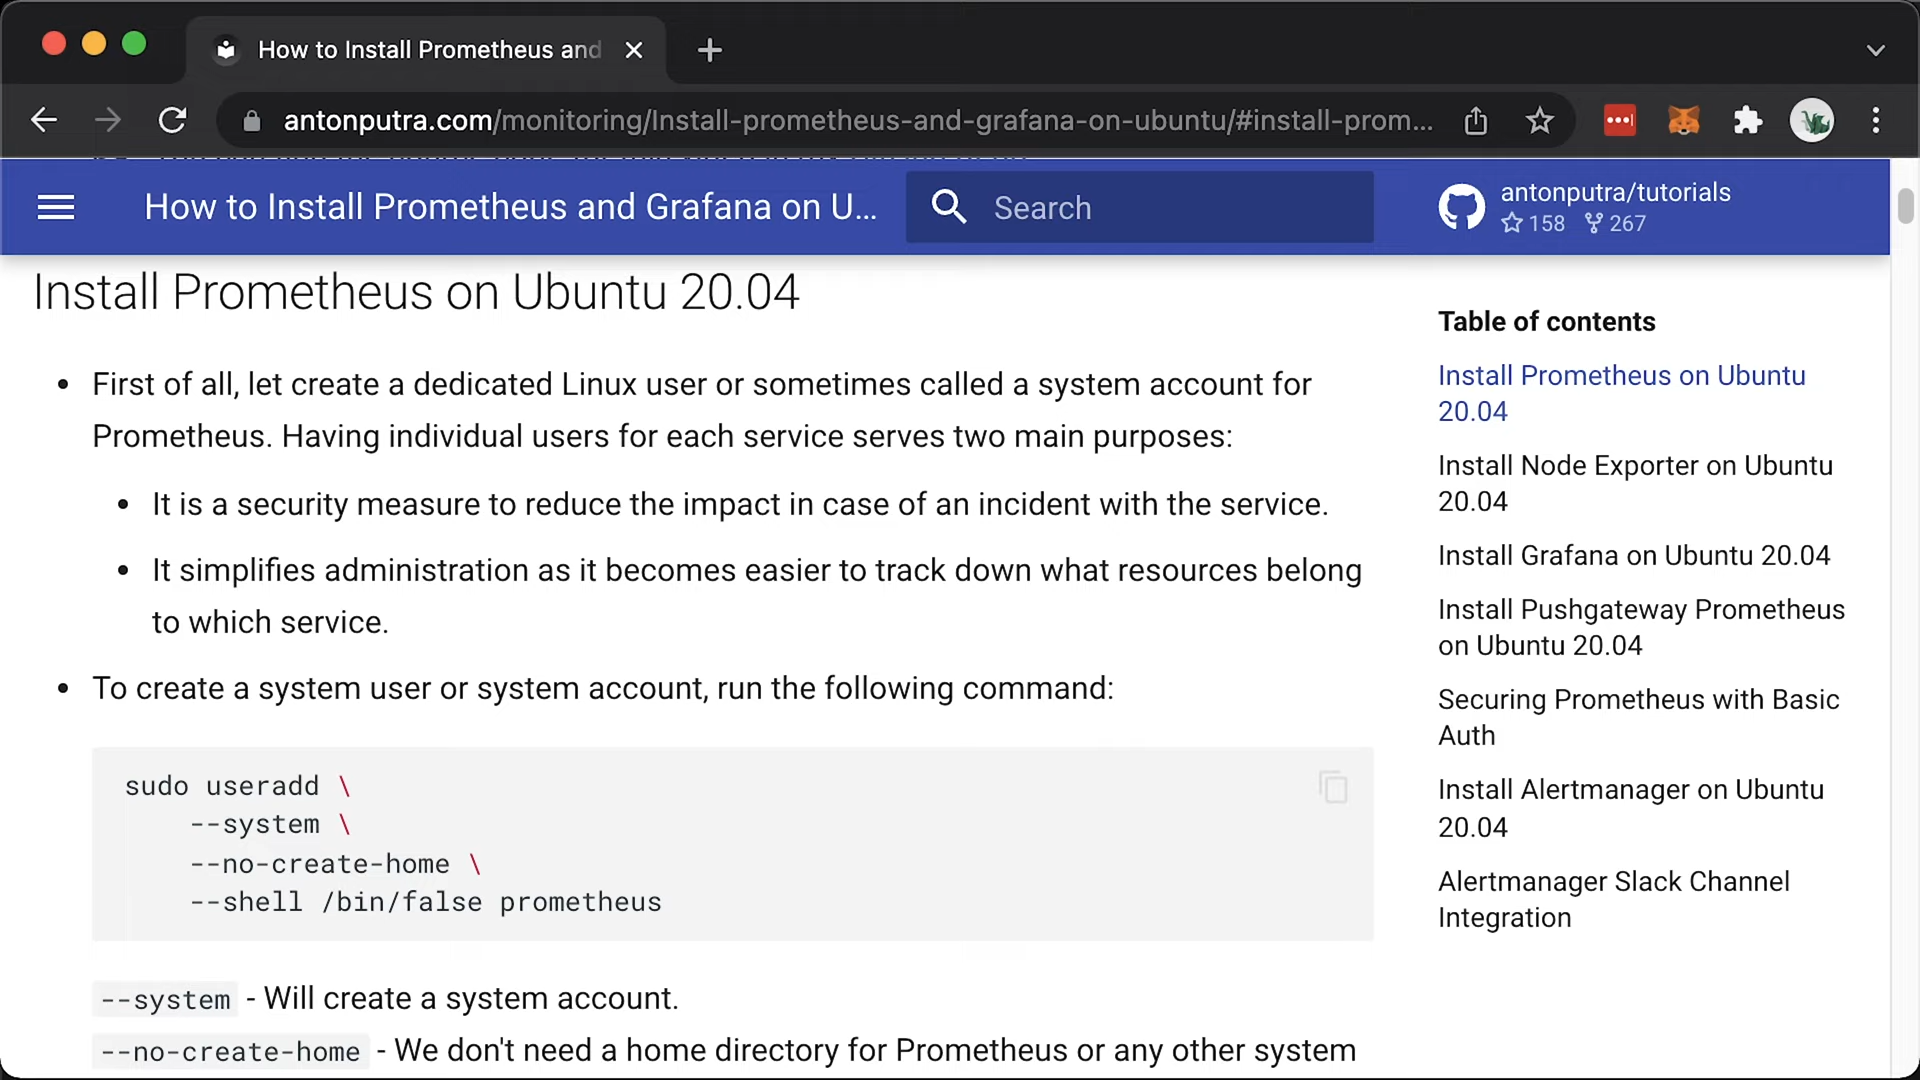 How to Install Prometheus and
antonputra.com/monitoring/Install-prometheus-and-grafana-on-ubuntu/#install-prom...
How to Install Prometheus and Grafana on U...
Search
antonputra/tutorials
158 267
Install Prometheus on Ubuntu 20.04
• First of all, let create a dedicated Linux user or sometimes called a system account for
Prometheus. Having individual users for each service serves two main purposes:
• It is a security measure to reduce the impact in case of an incident with the service.
• It simplifies administration as it becomes easier to track down what resources belong
to which service.
• To create a system user or system account, run the following command:
sudo useradd \
--system \
--no-create-home \
--shell /bin/false prometheus
--system - Will create a system account.
--no-create-home - We don't need a home directory for Prometheus or any other system
Table of contents
Install Prometheus on Ubuntu
20.04
Install Node Exporter on Ubuntu
20.04
Install Grafana on Ubuntu 20.04
Install Pushgateway Prometheus
on Ubuntu 20.04
Securing Prometheus with Basic
Auth
Install Alertmanager on Ubuntu
20.04
Alertmanager Slack Channel
Integration